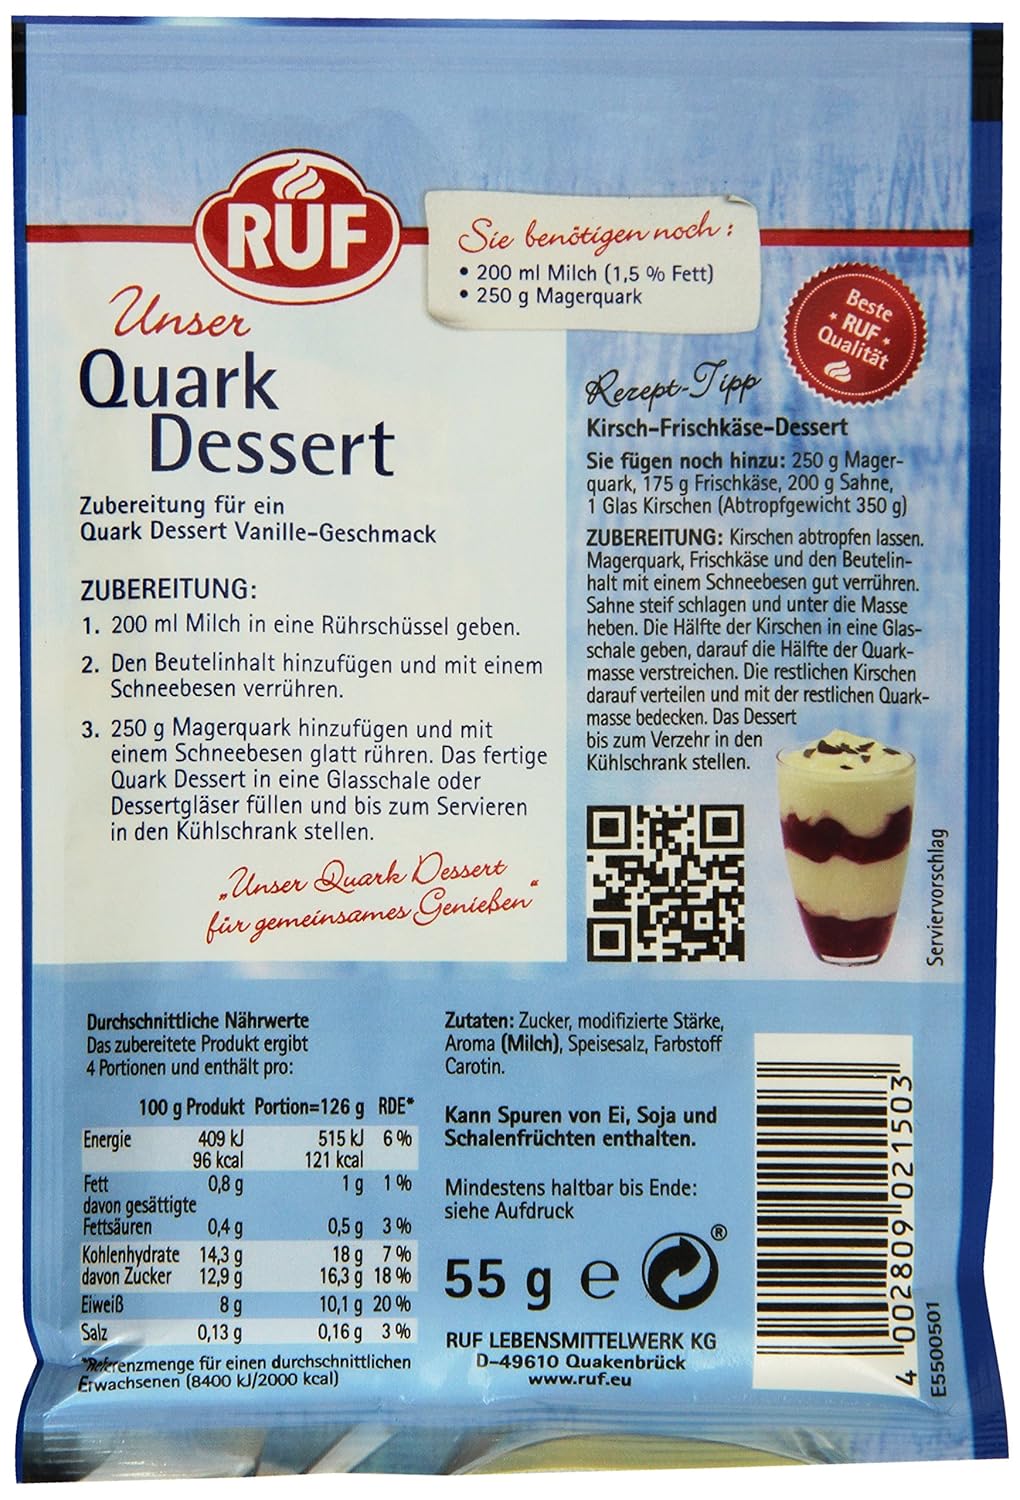 RUF
Sie benötigen noch:
• 200 ml Milch (1,5 % Fett)
• 250 g Magerquark
Beste
RUF
Qualität
Unser
Quark
Dessert
Zubereitung für ein
Quark Dessert Vanille-Geschmack
ZUBEREITUNG:
1. 200 ml Milch in eine Rührschüssel geben.
2. Den Beutelinhalt hinzufügen und mit einem
Schneebesen verrühren.
3. 250 g Magerquark hinzufügen und mit
einem Schneebesen glatt rühren. Das fertige
Quark Dessert in eine Glasschale oder
Dessertgläser füllen und bis zum Servieren
in den Kühlschrank stellen.
„Unser Quark Dessert
für gemeinsames Genießen“
Rezept-Tipp
Kirsch-Frischkäse-Dessert
Sie fügen noch hinzu: 250 g Mager-
quark, 175 g Frischkäse, 200 g Sahne,
1 Glas Kirschen (Abtropfgewicht 350 g)
ZUBEREITUNG: Kirschen abtropfen lassen.
Magerquark, Frischkäse und den Beutelin-
halt mit einem Schneebesen gut verrühren.
Sahne steif schlagen und unter die Masse
heben. Die Hälfte der Kirschen in eine Glas-
schale geben, darauf die Hälfte der Quark-
masse verstreichen. Die restlichen Kirschen
darauf verteilen und mit der restlichen Quark-
masse bedecken. Das Dessert
bis zum Verzehr in den
Kühlschrank stellen.
Serviervorschlag
Durchschnittliche Nährwerte
Das zubereitete Produkt ergibt
4 Portionen und enthält pro:
100 g Produkt Portion=126 g RDE*
Energie 409 kJ 515 kJ 6 %
96 kcal 121 kcal
Fett 0,8 g 1 g 1 %
davon gesättigte
Fettsäuren 0,4 g 0,5 g 3 %
Kohlenhydrate 14,3 g 18 g 7 %
davon Zucker 12,9 g 16,3 g 18 %
Eiweiß 8 g 10,1 g 20 %
Salz 0,13 g 0,16 g 3 %
*Referenzmenge für einen durchschnittlichen
Erwachsenen (8400 kJ/2000 kcal)
Zutaten: Zucker, modifizierte Stärke,
Aroma (Milch), Speisesalz, Farbstoff
Carotin.
Kann Spuren von Ei, Soja und
Schalenfrüchten enthalten.
Mindestens haltbar bis Ende:
siehe Aufdruck
55 g e
®
RUF LEBENSMITTELWERK KG
D-49610 Quakenbrück
www.ruf.eu
4 002809 021503
E5500501